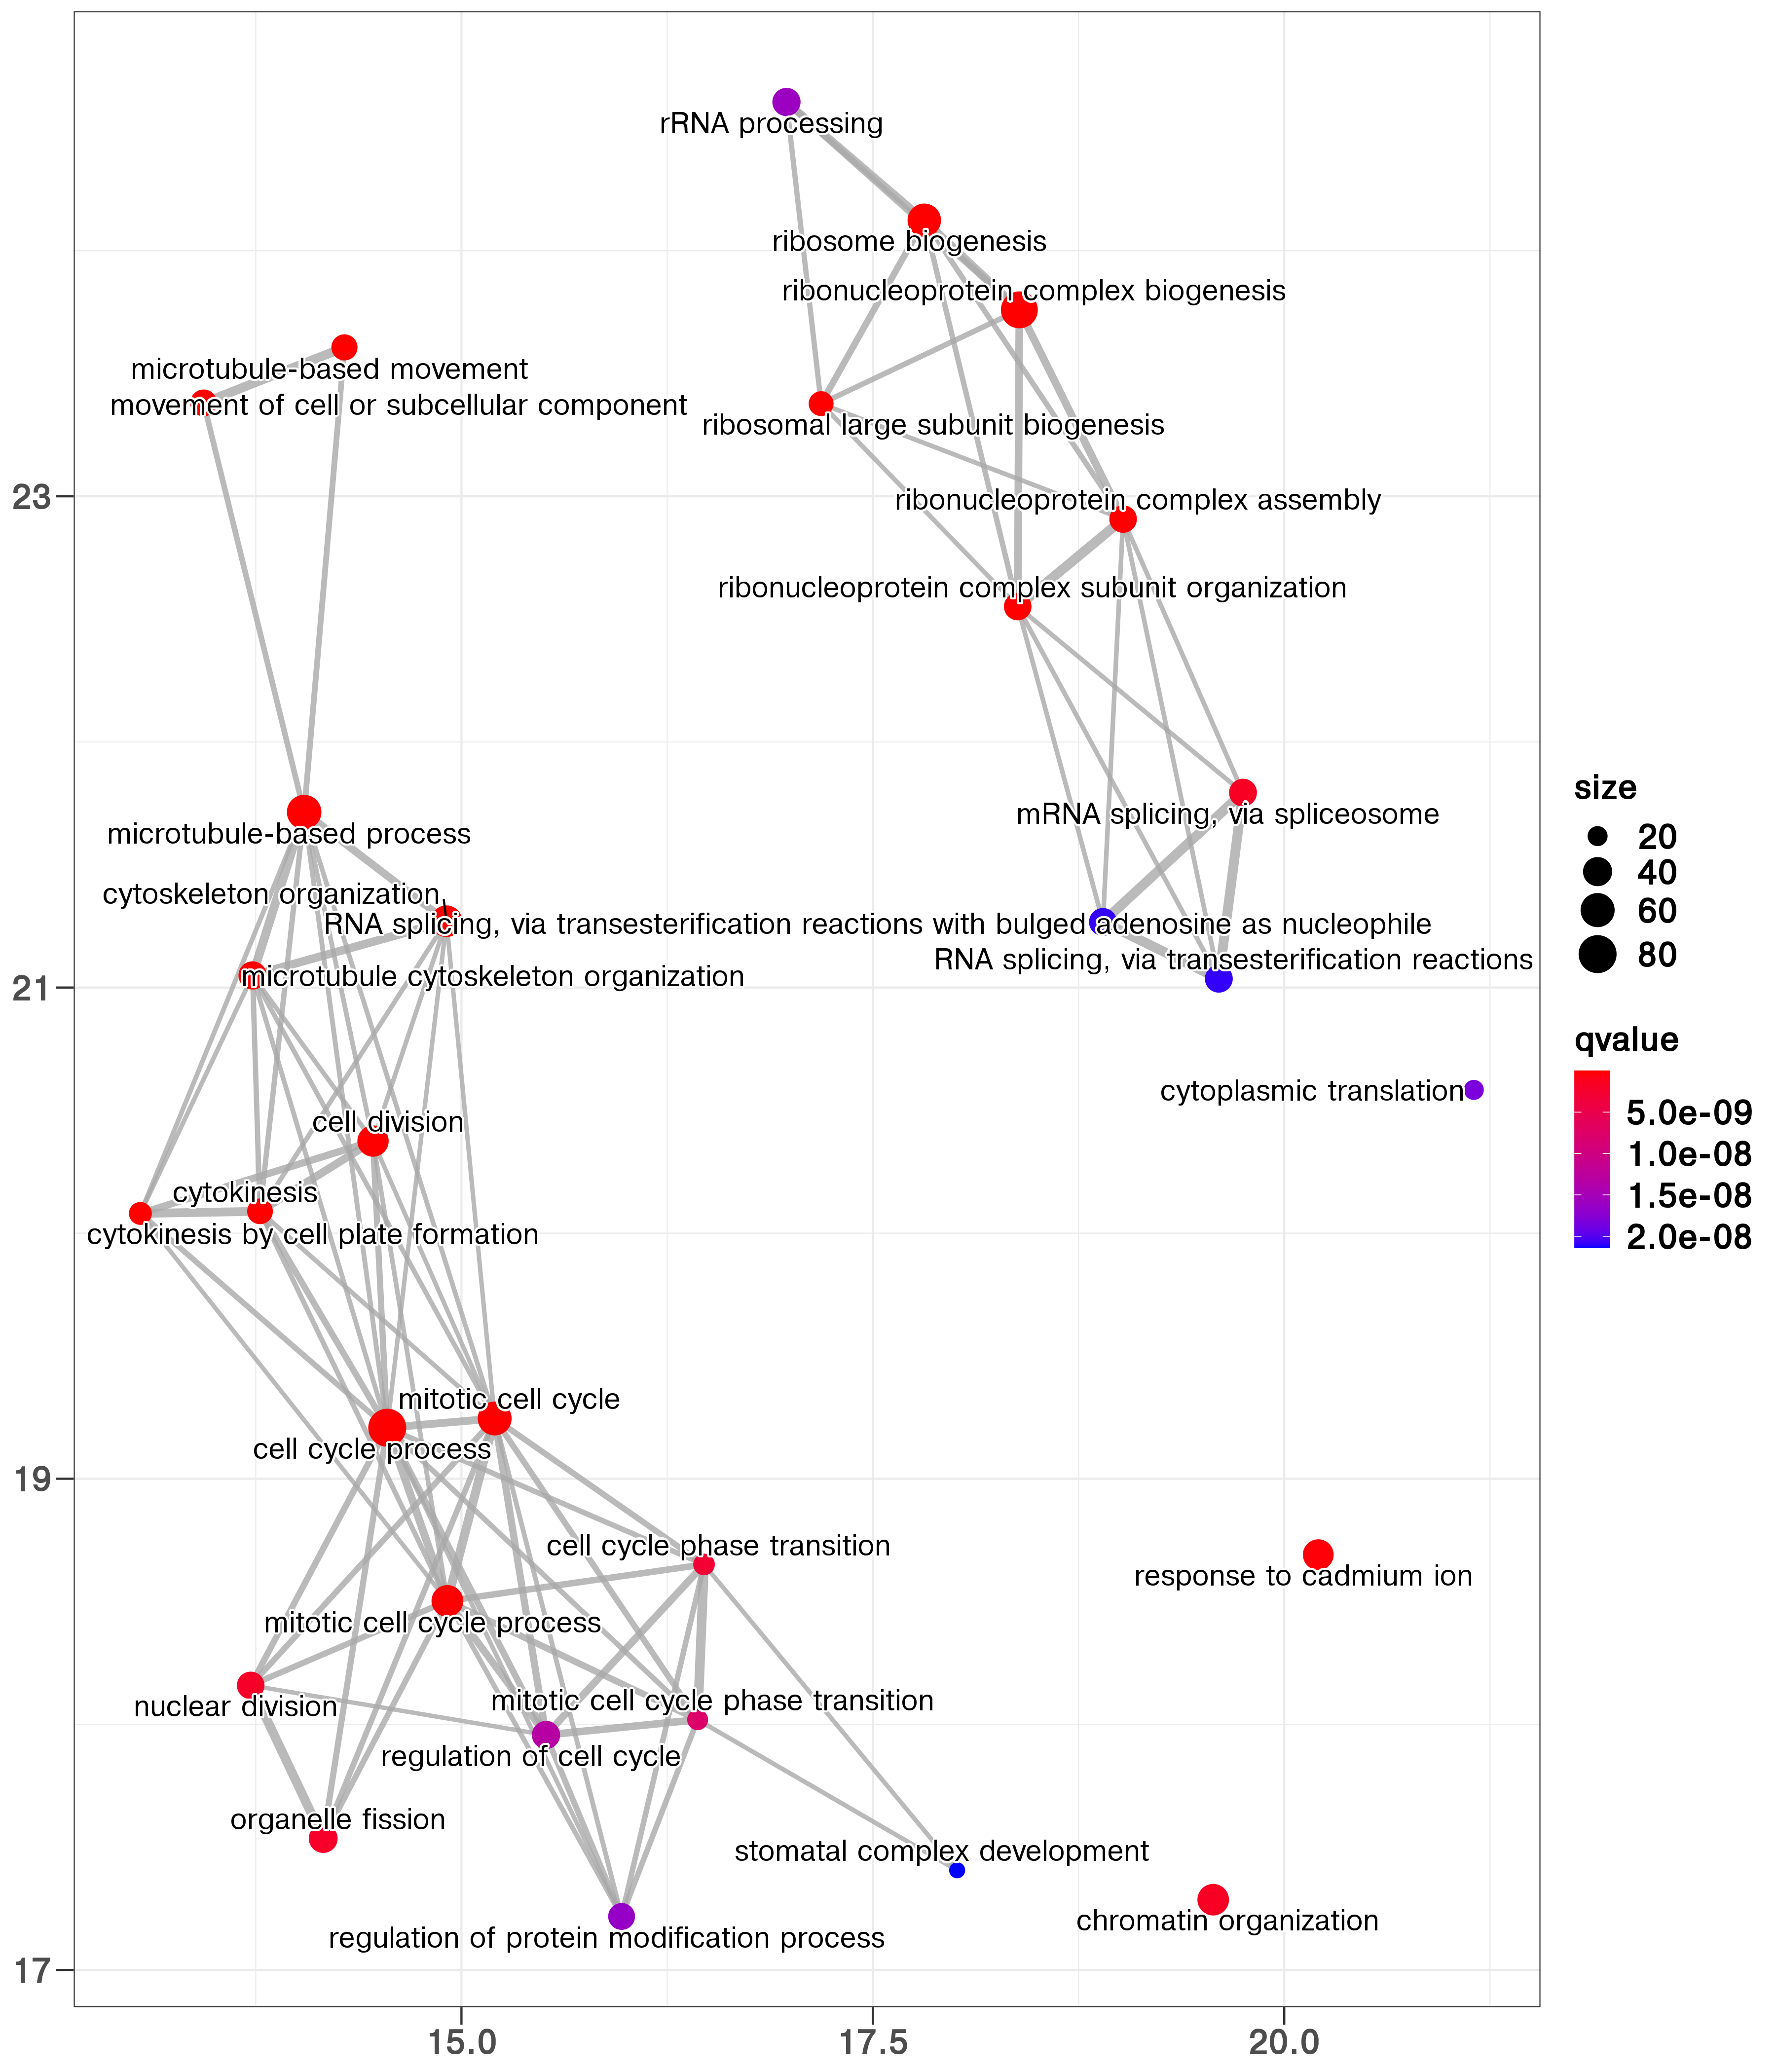 rRNA processing
ribosome biogenesis
ribonucleoprotein complex biogenesis
microtubule-based movement
movement of cell or subcellular component
ribosomal large subunit biogenesis
23
ribonucleoprotein complex assembly
ribonucleoprotein complex subunit organization
size
20
40
60
80
mRNA splicing, via spliceosome
microtubule-based process
cytoskeleton organization
RNA splicing, via transesterification reactions with bulged adenosine as nucleophile
RNA splicing, via transesterification reactions
microtubule cytoskeleton organization
21
qvalue
5.0e-09
1.0e-08
1.5e-08
2.0e-08
cytoplasmic translation
cell division
cytokinesis
cytokinesis by cell plate formation
mitotic cell cycle
cell cycle process
19
cell cycle phase transition
response to cadmium ion
mitotic cell cycle process
mitotic cell cycle phase transition
nuclear division
regulation of cell cycle
organelle fission
stomatal complex development
chromatin organization
regulation of protein modification process
17
15.0
17.5
20.0